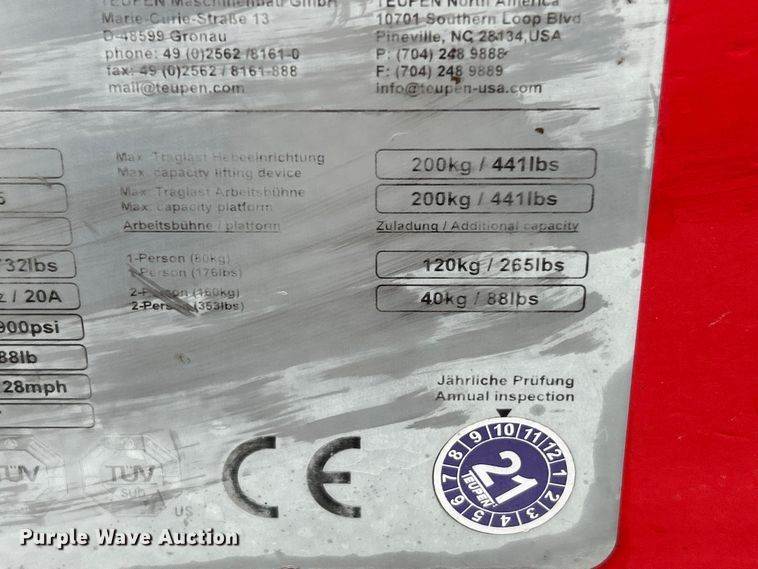 TEUPEN Maschinenbau GmbH
Marie-Curie-Straße 13
D-48599 Gronau
phone: 49 (0)2562 /8161-0
fax: 49 (0)2562 / 8161-888
mail@teupen.com
TEUPEN North America
10701 Southern Loop Blvd.
Pineville, NC 28134,USA
P: (704) 248 9888
F: (704) 248 9889
info@teupen-usa.com
Max. Traglast Hebeeinrichtung
Max. capacity lifting device
200kg / 441lbs
Max. Traglast Arbeitsbühne
Max. capacity platform
200kg / 441lbs
Arbeitsbühne / platform
Zuladung / Additional capacity
1-Person (80kg)
1-Person (176lbs)
120kg / 265lbs
2-Person (160kg)
2-Person (353lbs)
40kg / 88lbs
732lbs
z / 20A
900psi
88lb
28mph
Jährliche Prüfung
Annual inspection
1 2 3 4 5 6 7 8 9 10 11 12
21
TEUPEN
TÜV
TÜV
SUD
US
CE
Purple Wave Auction